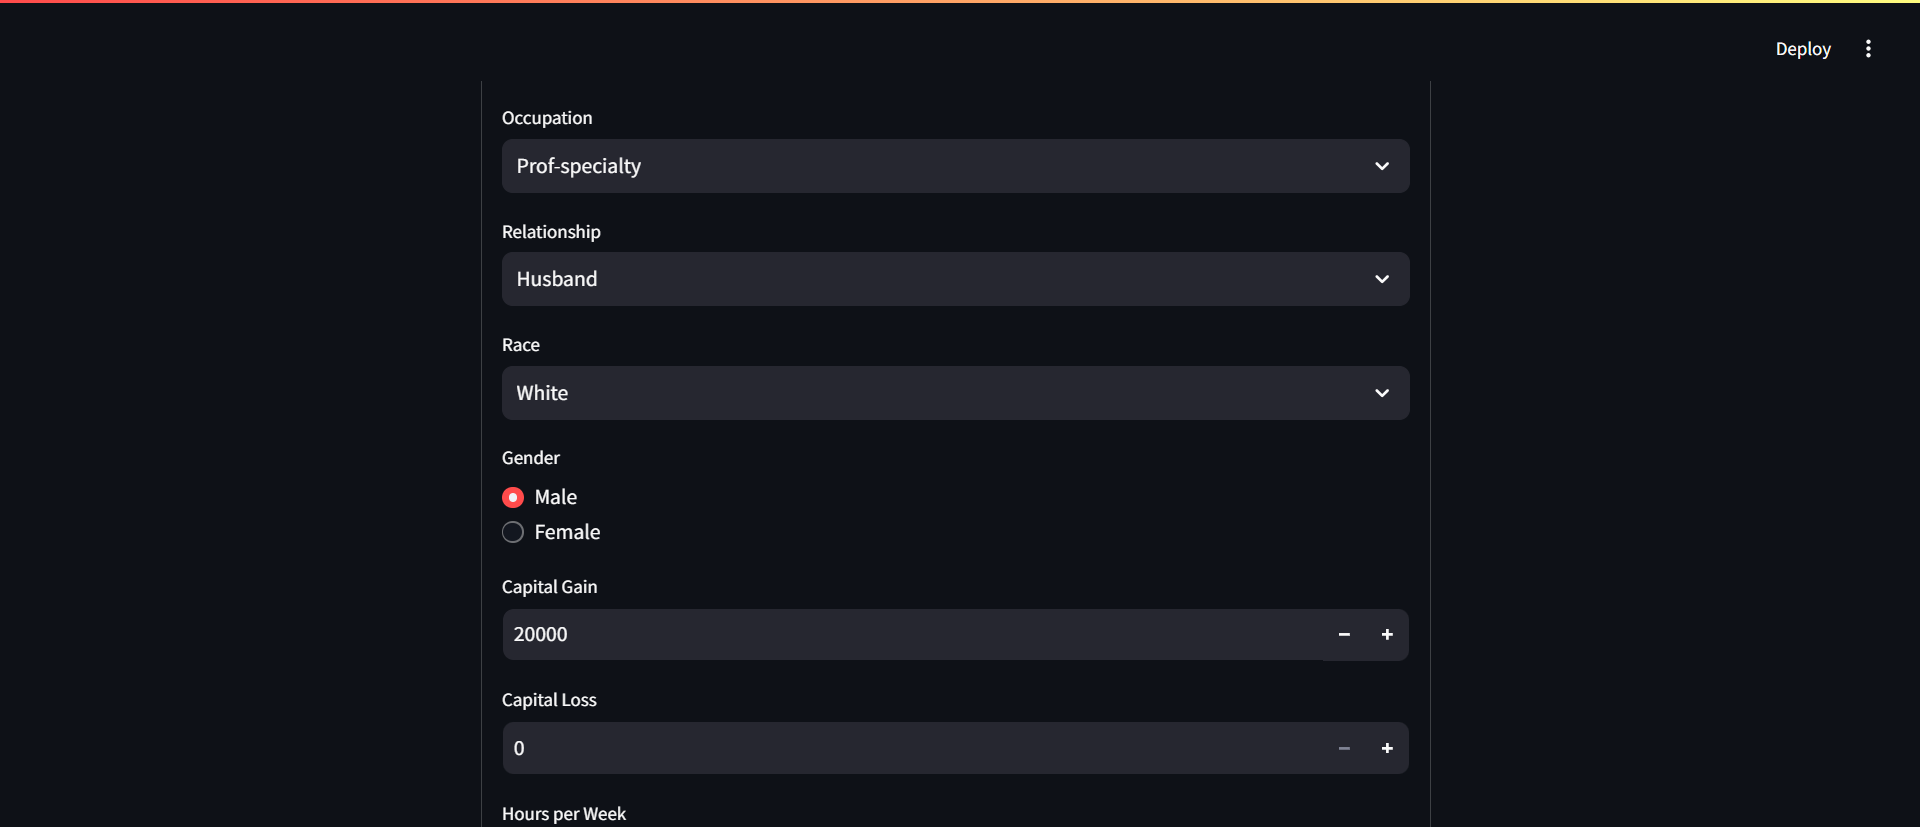 Deploy
Occupation
Prof-specialty
Relationship
Husband
Race
White
Gender
Male
Female
Capital Gain
20000
Capital Loss
0
Hours per Week